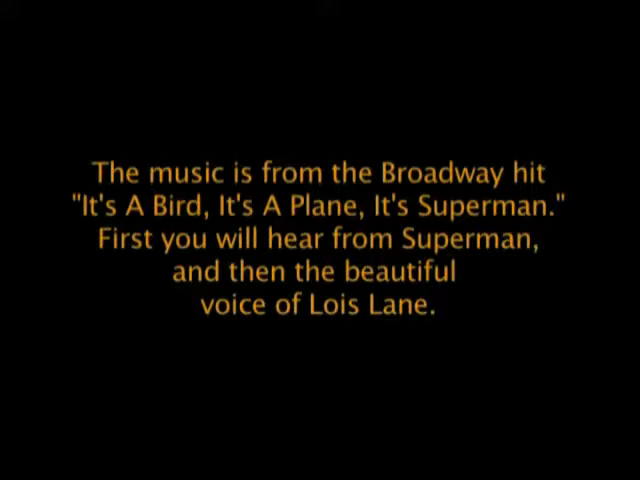 The music is from the Broadway hit
"It's A Bird, It's A Plane, It's Superman."
First you will hear from Superman,
and then the beautiful
voice of Lois Lane.